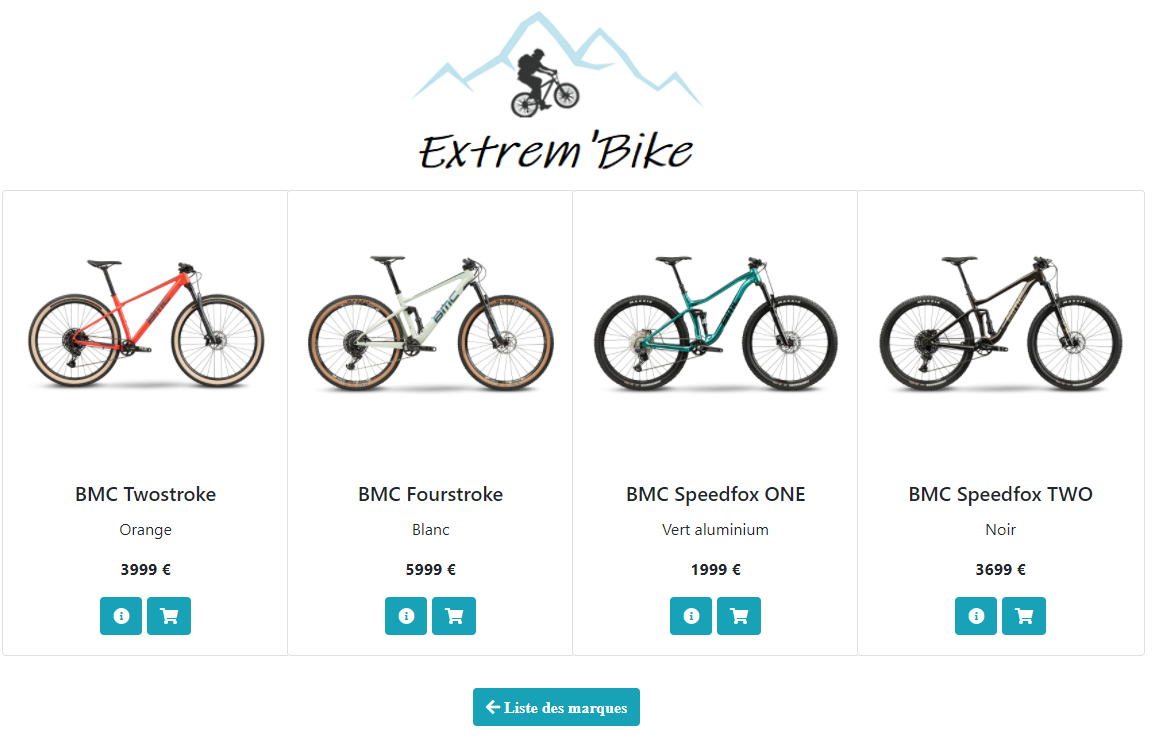 Extrem'Bike
BMC
BMC Twostroke
Orange
3999 €
BMC Fourstroke
Blanc
5999 €
BMC Speedfox ONE
Vert aluminium
1999 €
BMC Speedfox TWO
Noir
3699 €
Liste des marques